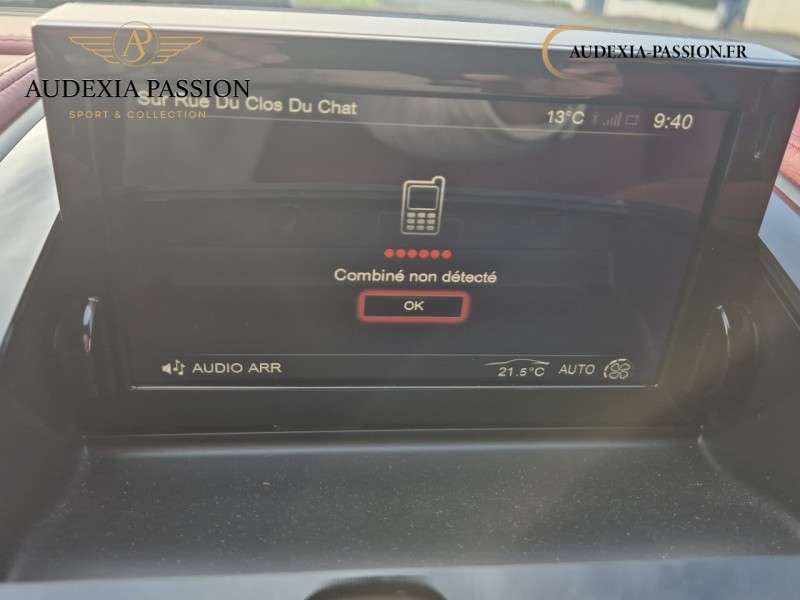 AUDEXIA PASSION
SPORT & COLLECTION
AUDEXIA-PASSION.FR
Sur Rue Du Clos Du Chat
13°C
9:40
Combiné non détecté
OK
AUDIO ARR
21.5°C AUTO